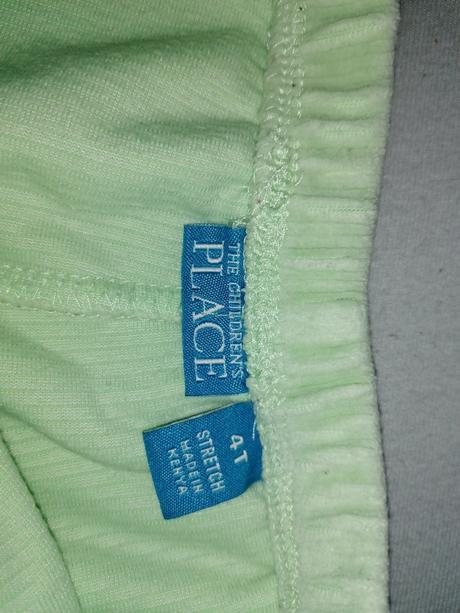 THE CHILDREN'S
PLACE
4T
STRETCH
MADE IN
KENYA